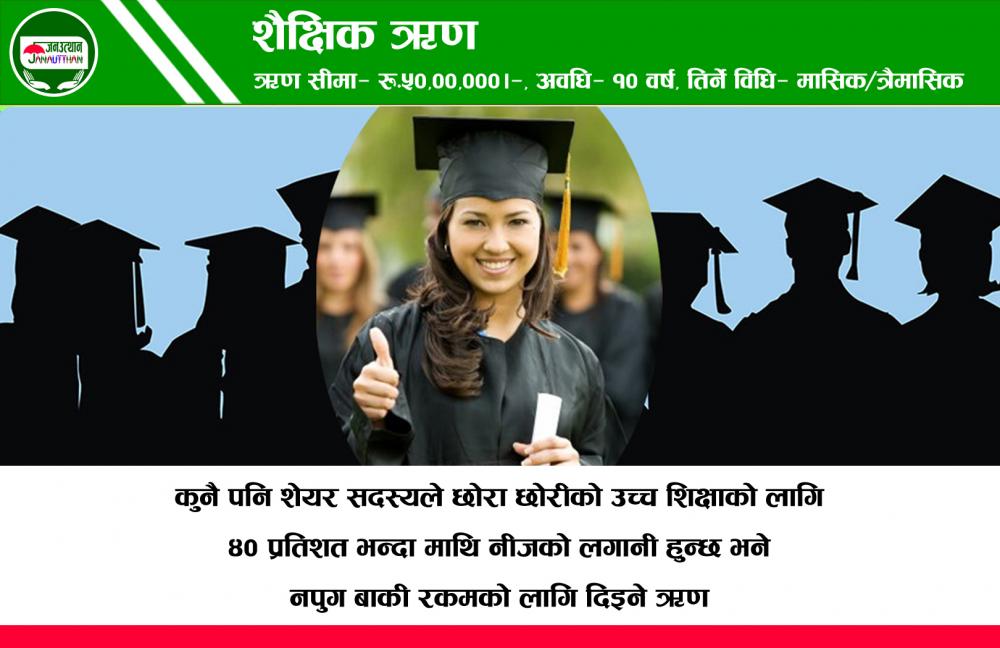 जनउत्थान
JANAUTTHAN
शैक्षिक ऋण
ऋण सीमा- रू.५०,००,०००।-, अवधि- १० वर्ष, तिर्ने विधि- मासिक/त्रैमासिक
कुनै पनि शेयर सदस्यले छोरा छोरीको उच्च शिक्षाको लागि
४० प्रतिशत भन्दा माथि नीजको लगानी हुन्छ भने
नपुग बाकी रकमको लागि दिइने ऋण